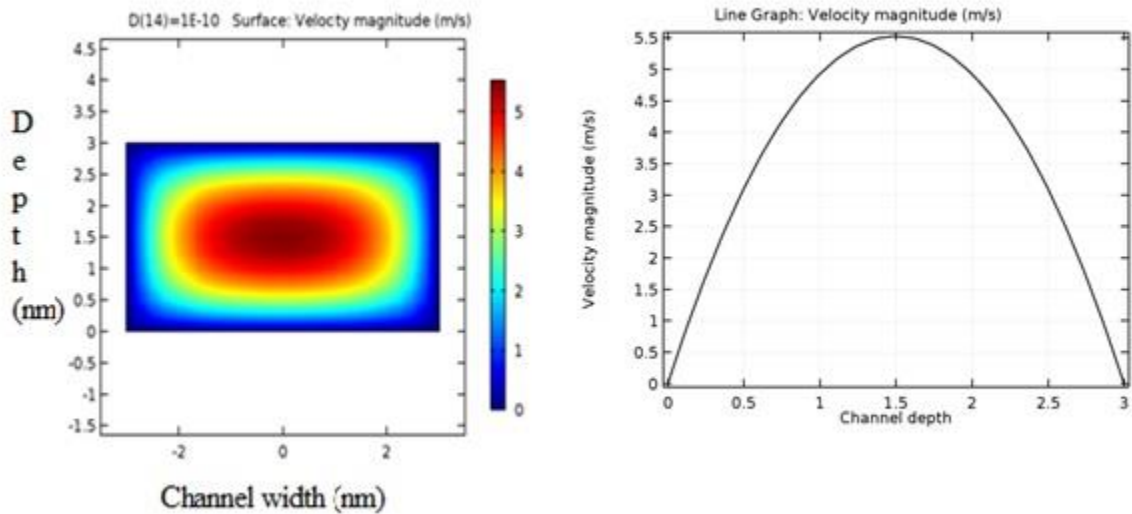 D(14)=1E-10 Surface: Velocty magnitude (m/s)
4.5
4
3.5
3
2.5
2
1.5
1
0.5
0
-0.5
-1
-1.5
-2
0
2
D
e
p
t
h
(nm)
Channel width (nm)
5
4
3
2
1
0
Line Graph: Velocity magnitude (m/s)
5.5
5
4.5
4
3.5
3
2.5
2
1.5
1
0.5
0
Velocity magnitude (m/s)
0 0.5 1 1.5 2 2.5 3
Channel depth